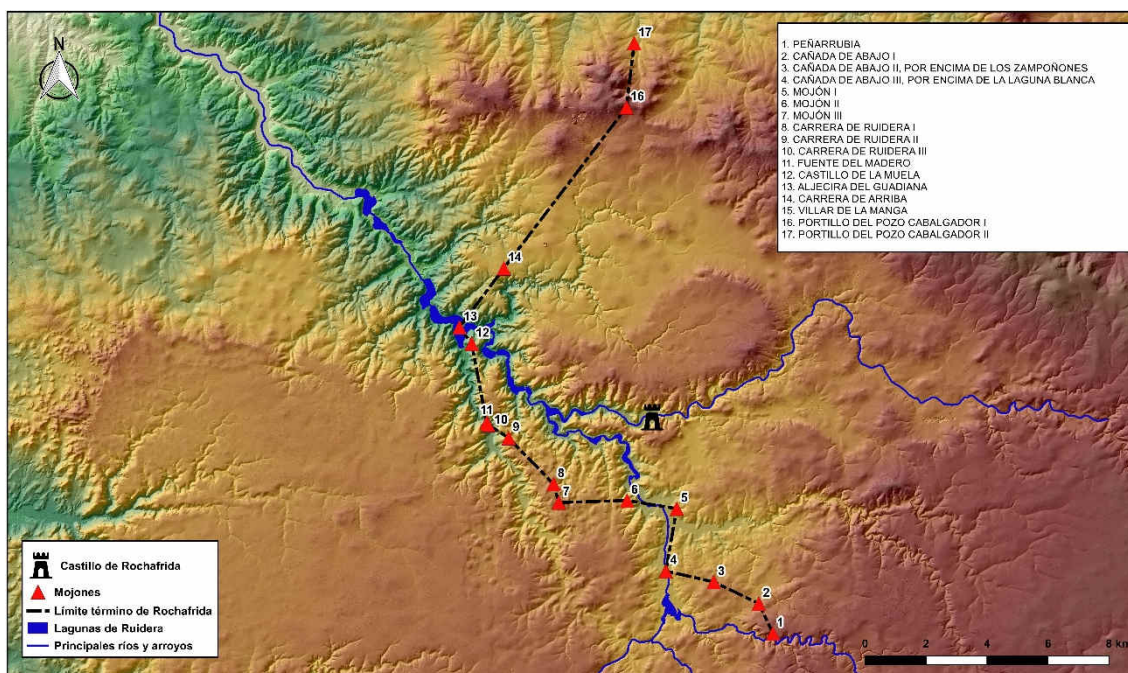 N
17
16
14
13
12
11
10
9
8
7
6
5
4
3
2
1
1. PEÑARRUBIA
2. CAÑADA DE ABAJO I
3. CAÑADA DE ABAJO II, POR ENCIMA DE LOS ZAMPOÑONES
4. CAÑADA DE ABAJO III, POR ENCIMA DE LA LAGUNA BLANCA
5. MOJÓN I
6. MOJÓN II
7. MOJÓN III
8. CARRERA DE RUIDERA I
9. CARRERA DE RUIDERA II
10. CARRERA DE RUIDERA III
11. FUENTE DEL MADERO
12. CASTILLO DE LA MUELA
13. ALJECIRA DEL GUADIANA
14. CARRERA DE ARRIBA
15. VILLAR DE LA MANGA
16. PORTILLO DEL POZO CABALGADOR I
17. PORTILLO DEL POZO CABALGADOR II
Castillo de Rochafrida
Mojones
Límite término de Rochafrida
Lagunas de Ruidera
Principales ríos y arroyos
0 2 4 6 8 km